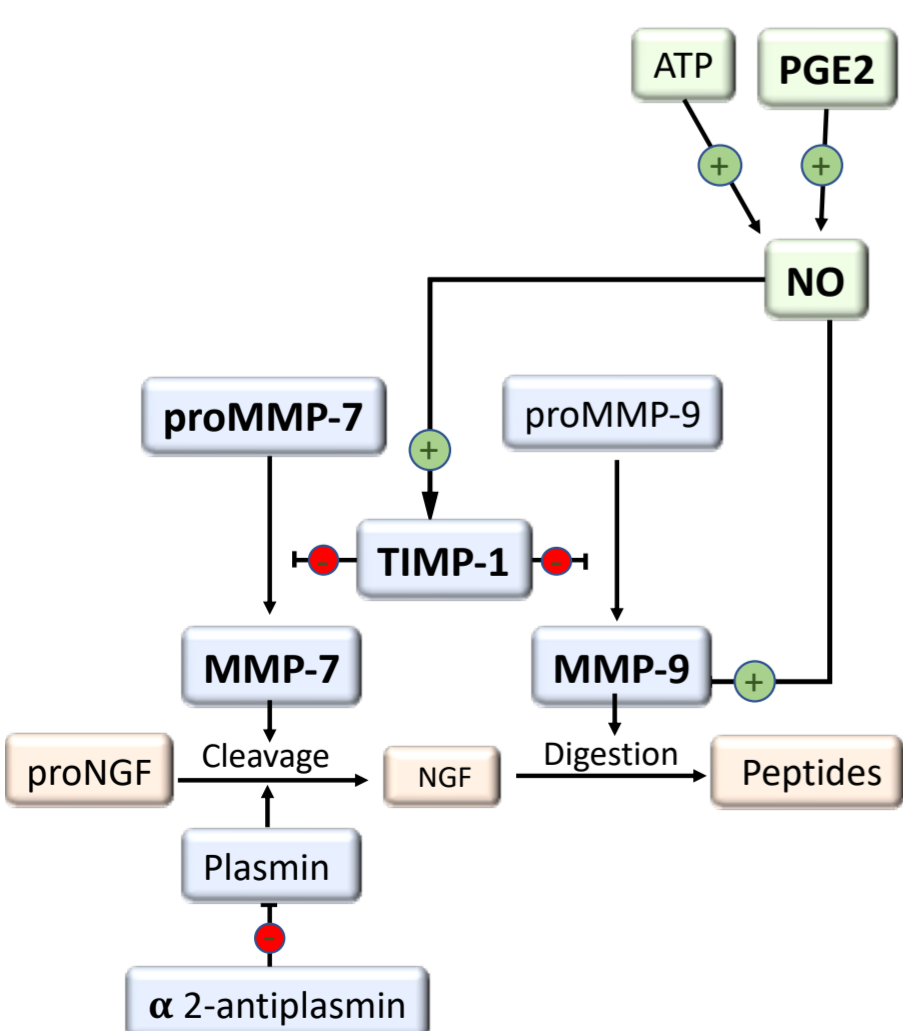 ATP
PGE2
+
+
NO
proMMP-7
proMMP-9
+
TIMP-1
-
-
MMP-7
MMP-9
+
proNGF
Cleavage
NGF
Digestion
Peptides
Plasmin
-
α 2-antiplasmin